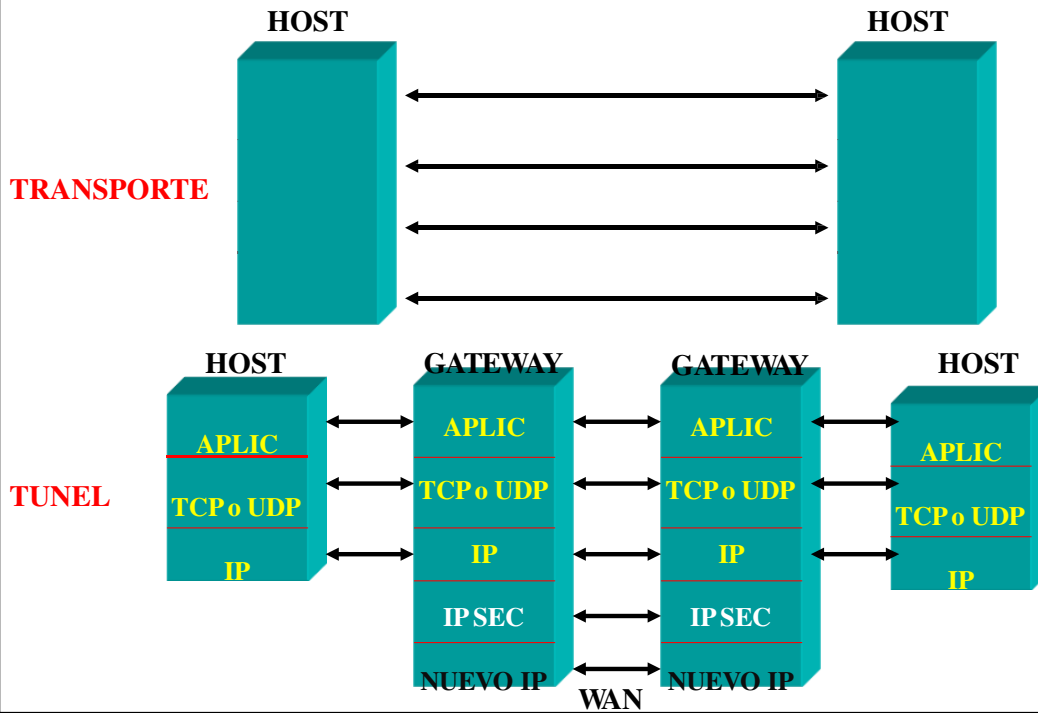 HOST
HOST
TRANSPORTE
HOST
GATEWAY
GATEWAY
HOST
TUNEL
APLIC
TCP o UDP
IP
APLIC
TCP o UDP
IP
IP SEC
NUEVO IP
APLIC
TCP o UDP
IP
IP SEC
NUEVO IP
APLIC
TCP o UDP
IP
WAN